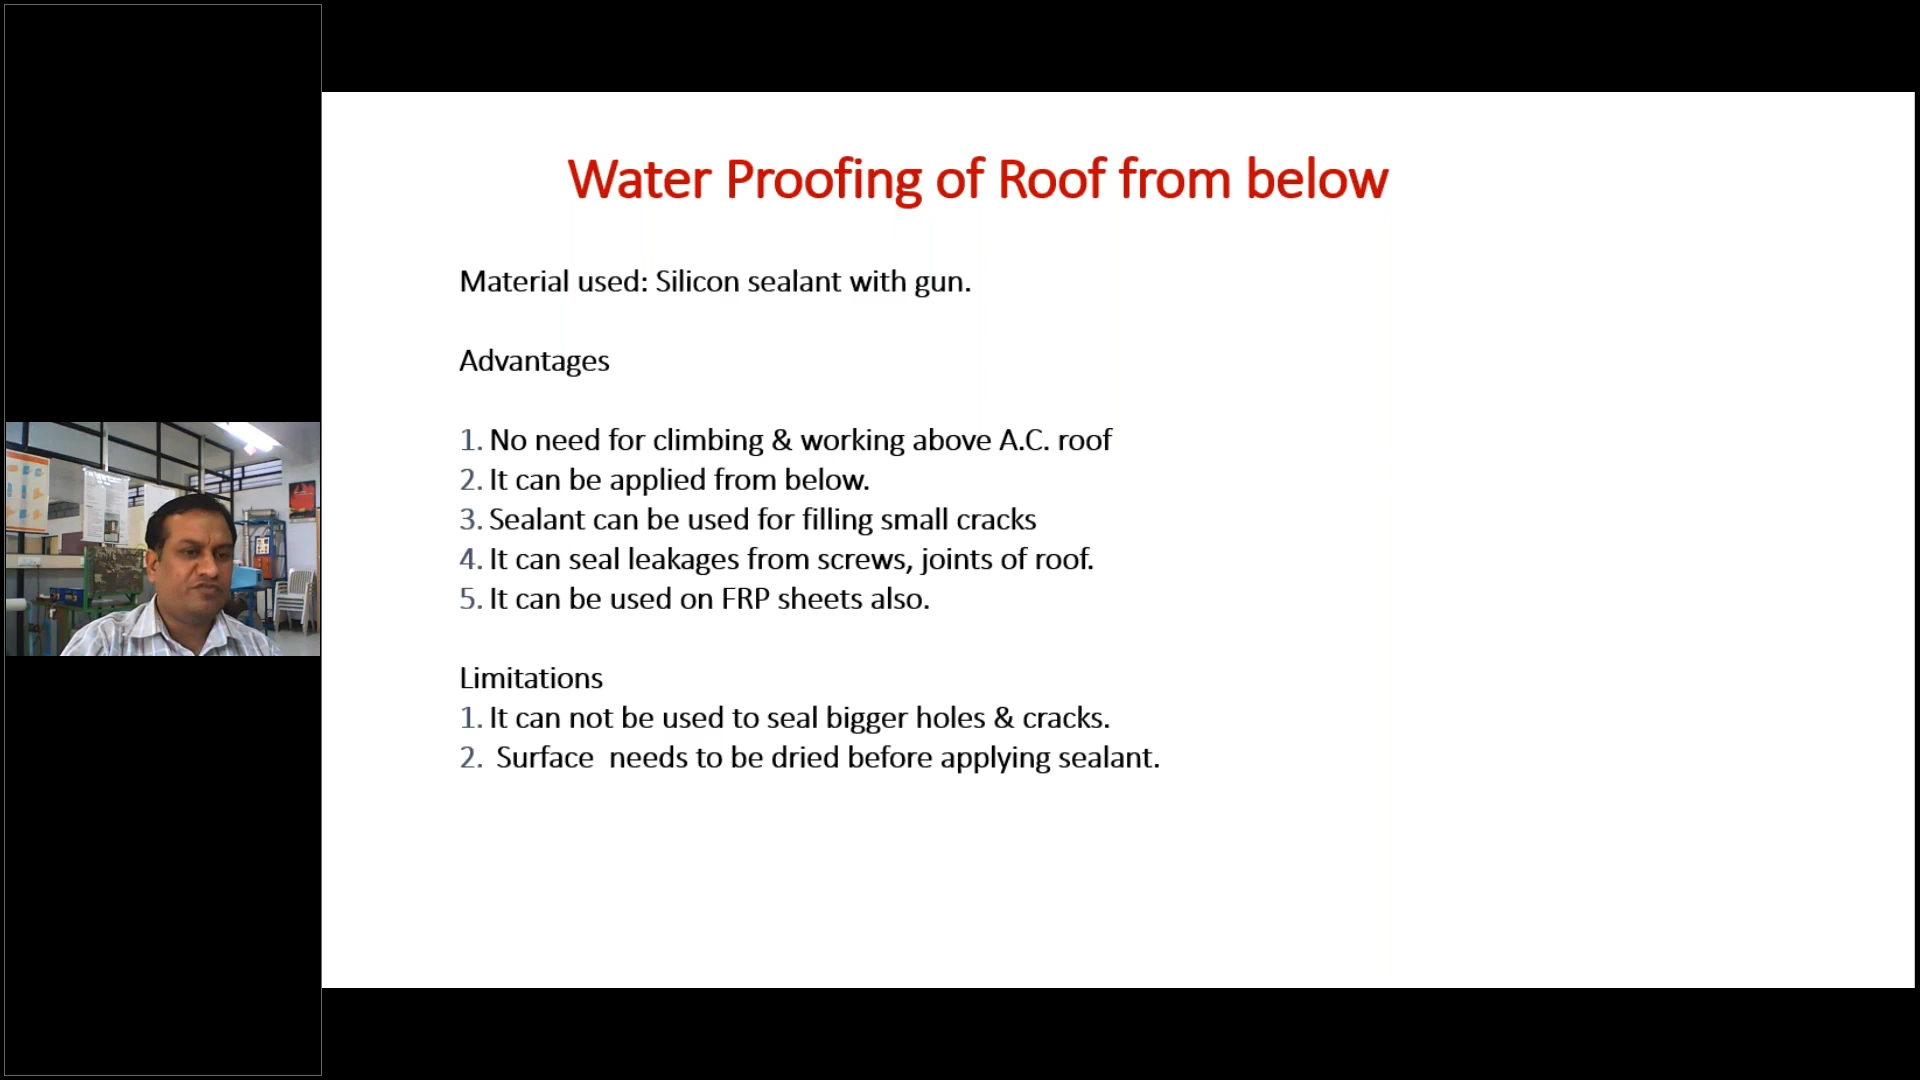 Water Proofing of Roof from below
Material used: Silicon sealant with gun.
Advantages
1. No need for climbing & working above A.C. roof
2. It can be applied from below.
3. Sealant can be used for filling small cracks
4. It can seal leakages from screws, joints of roof.
5. It can be used on FRP sheets also.
Limitations
1. It can not be used to seal bigger holes & cracks.
2. Surface needs to be dried before applying sealant.